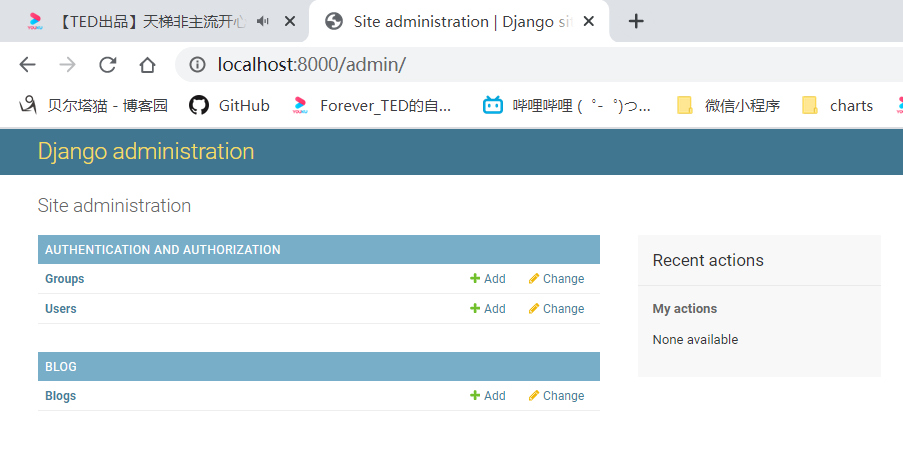 【TED出品】天梯非主流开心
Site administration | Django sit
localhost:8000/admin/
贝尔塔猫 - 博客园
GitHub
Forever_TED的自...
哔哩哔哩 ( ゜- ゜)つ...
微信小程序
charts
Django administration
Site administration
AUTHENTICATION AND AUTHORIZATION
Groups
Add
Change
Users
Add
Change
BLOG
Blogs
Add
Change
Recent actions
My actions
None available